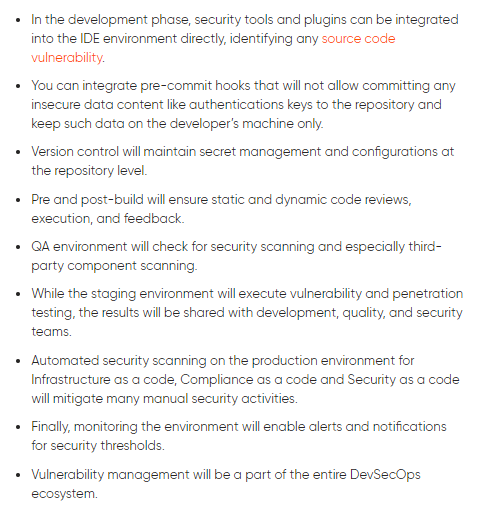 • In the development phase, security tools and plugins can be integrated
into the IDE environment directly, identifying any source code
vulnerability.
• You can integrate pre-commit hooks that will not allow committing any
insecure data content like authentications keys to the repository and
keep such data on the developer's machine only.
• Version control will maintain secret management and configurations at
the repository level.
• Pre and post-build will ensure static and dynamic code reviews,
execution, and feedback.
• QA environment will check for security scanning and especially third-
party component scanning.
• While the staging environment will execute vulnerability and penetration
testing, the results will be shared with development, quality, and security
teams.
• Automated security scanning on the production environment for
Infrastructure as a code, Compliance as a code and Security as a code
will mitigate many manual security activities.
• Finally, monitoring the environment will enable alerts and notifications
for security thresholds.
• Vulnerability management will be a part of the entire DevSecOps
ecosystem.